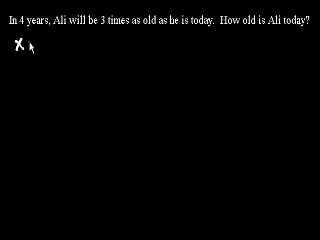 In 4 years, Ali will be 3 times as old as he is today. How old is Ali today?
x